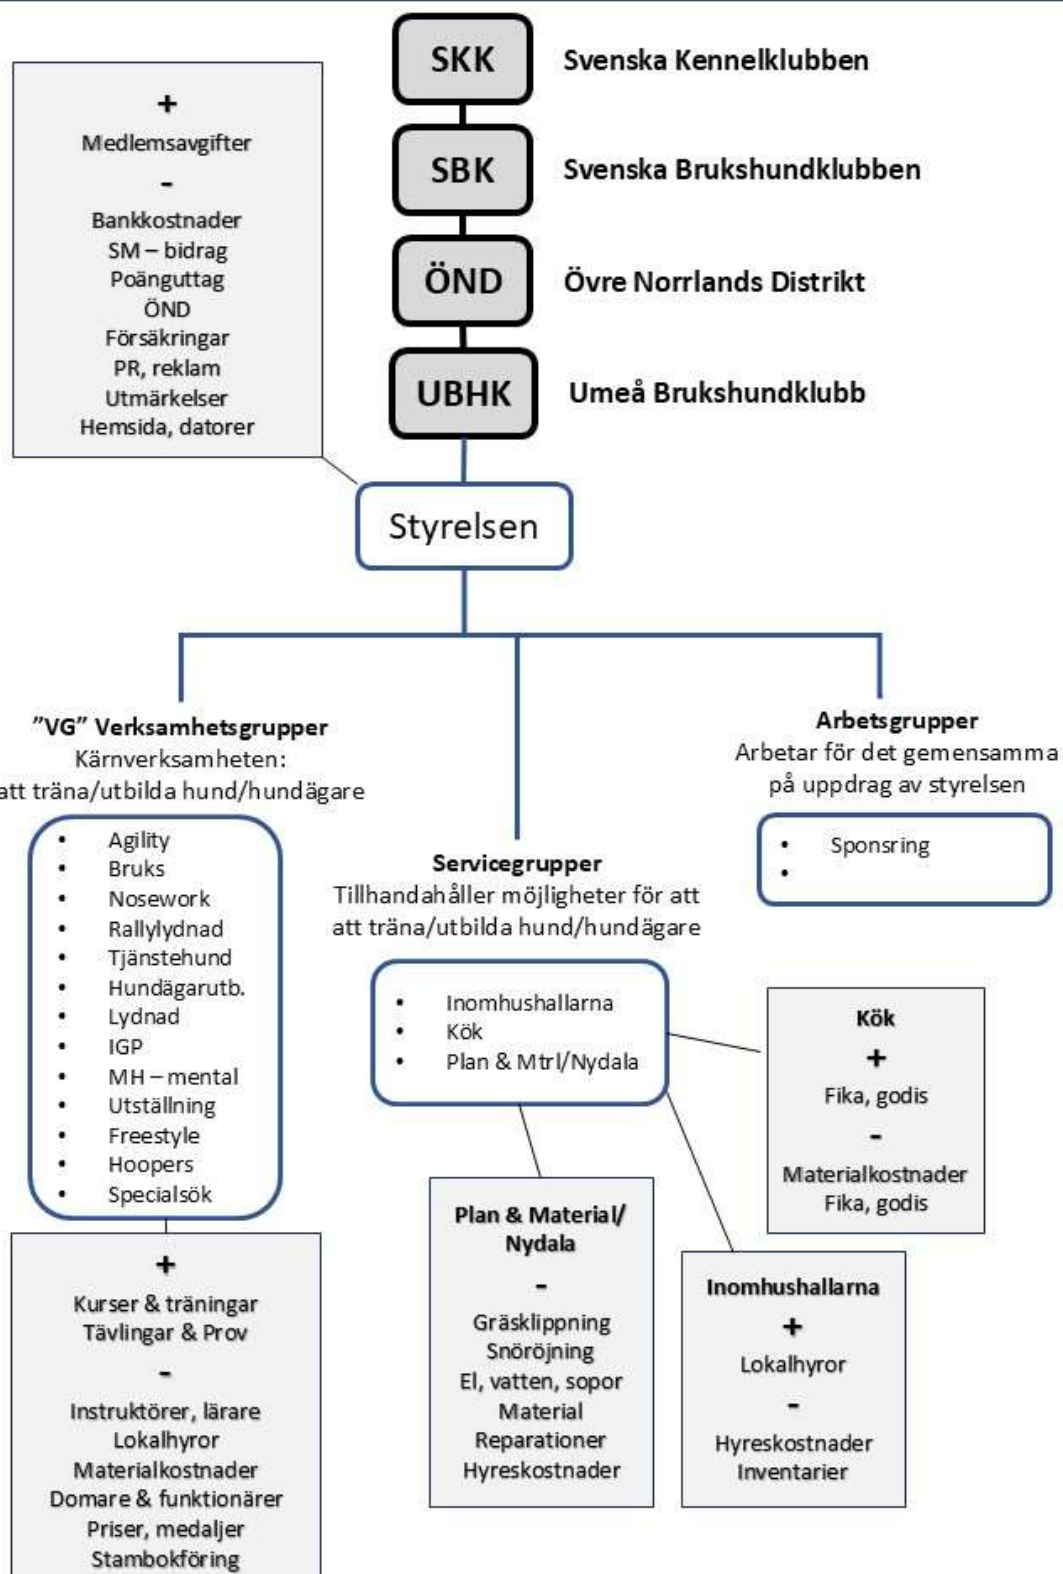 SKK
Svenska Kennelklubben
SBK
Svenska Brukshundklubben
ÖND
Övre Norrlands Distrikt
UBHK
Umeå Brukshundklubb
+
Medlemsavgifter
-
Bankkostnader
SM – bidrag
Poänguttag
ÖND
Försäkringar
PR, reklam
Utmärkelser
Hemsida, datorer
Styrelsen
”VG” Verksamhetsgrupper
Kärnverksamheten:
att träna/utbilda hund/hundägare
• Agility
• Bruks
• Nosework
• Rallylydnad
• Tjänstehund
• Hundägarutb.
• Lydnad
• IGP
• MH – mental
• Utställning
• Freestyle
• Hoopers
• Specialsök
+
Kurser & träningar
Tävlingar & Prov
-
Instruktörer, lärare
Lokalhyror
Materialkostnader
Domare & funktionärer
Priser, medaljer
Stambokföring
Servicegrupper
Tillhandahåller möjligheter för att
att träna/utbilda hund/hundägare
• Inomhushallarna
• Kök
• Plan & Mtrl/Nydala
Plan & Material/
Nydala
-
Gräsklippning
Snöröjning
El, vatten, sopor
Material
Reparationer
Hyreskostnader
Arbetsgrupper
Arbetar för det gemensamma
på uppdrag av styrelsen
• Sponsring
•
Kök
+
Fika, godis
-
Materialkostnader
Fika, godis
Inomhushallarna
+
Lokalhyror
-
Hyreskostnader
Inventarier